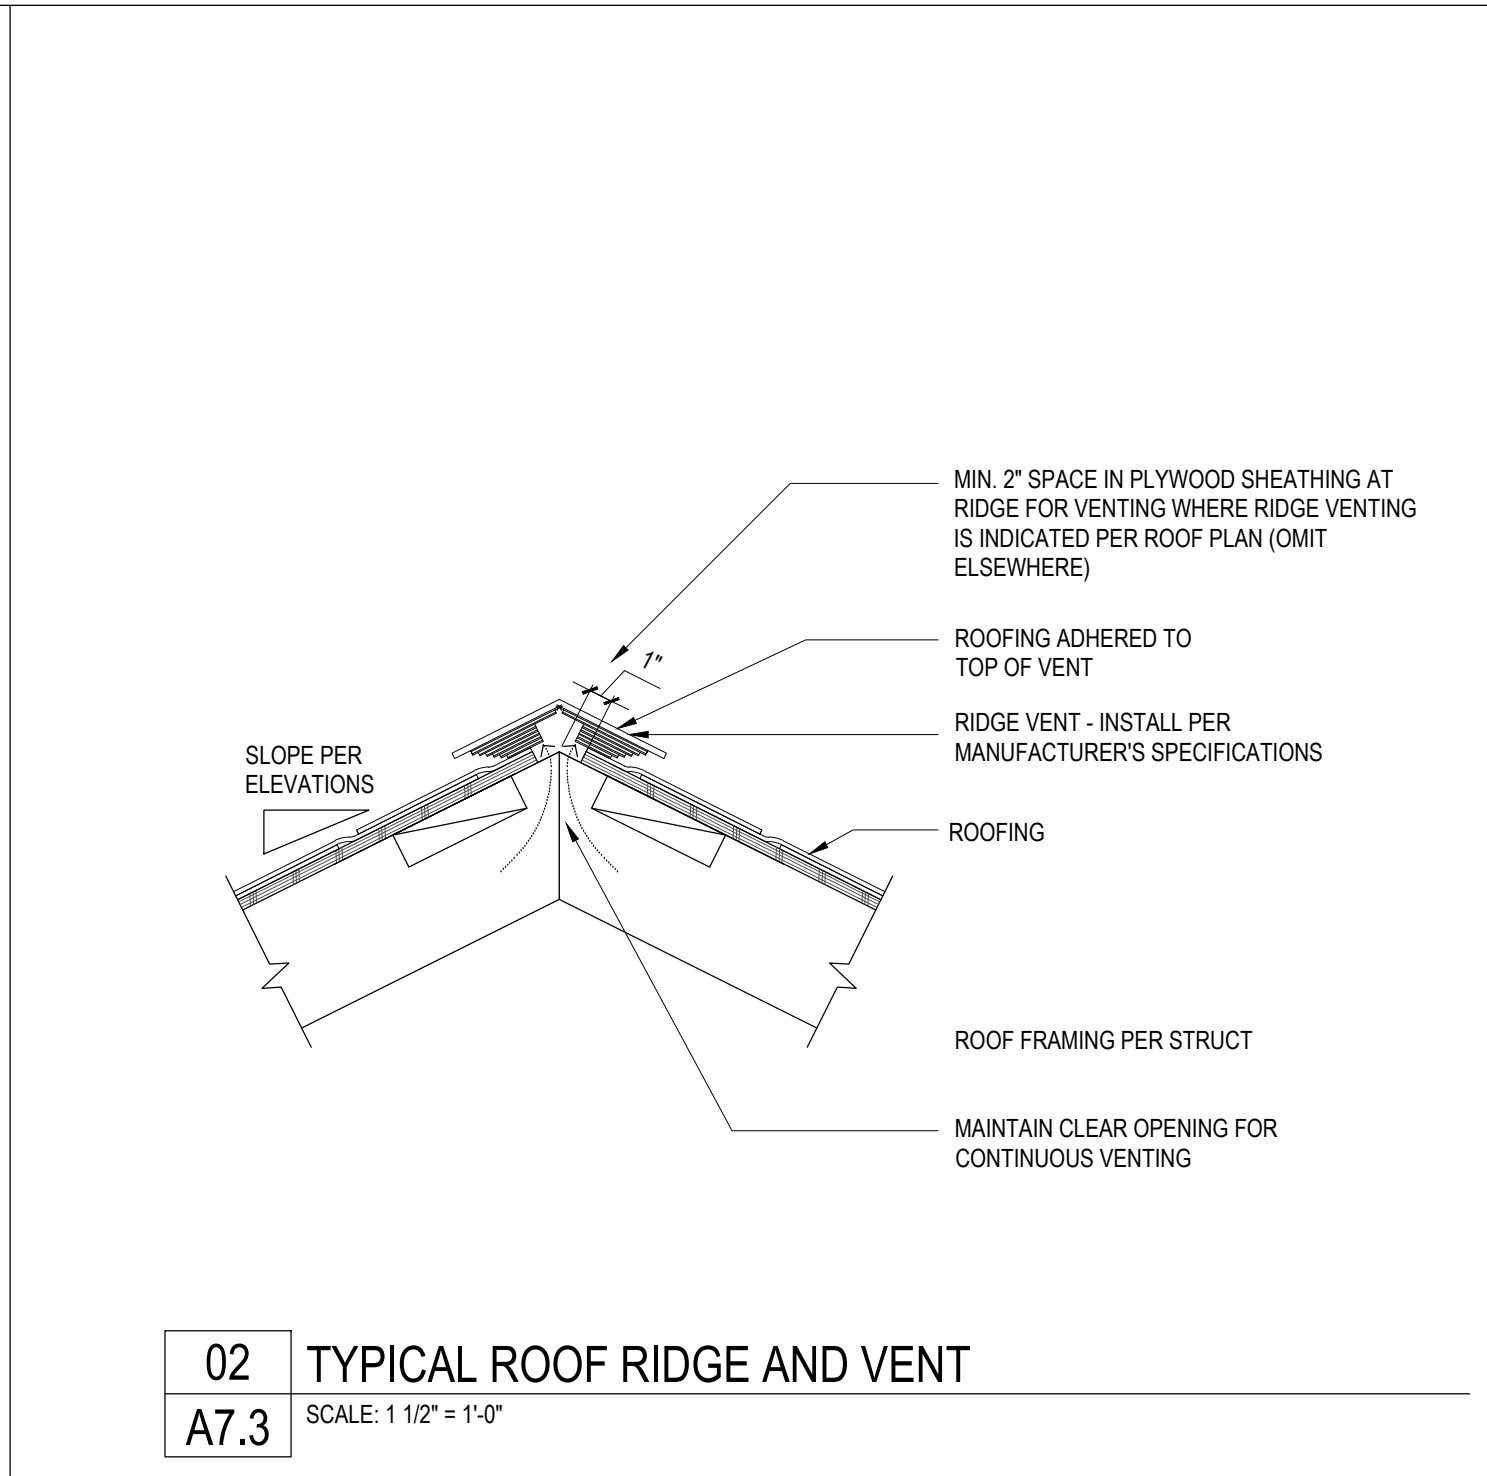 MIN. 2" SPACE IN PLYWOOD SHEATHING AT
RIDGE FOR VENTING WHERE RIDGE VENTING
IS INDICATED PER ROOF PLAN (OMIT
ELSEWHERE)
ROOFING ADHERED TO
TOP OF VENT
1"
RIDGE VENT - INSTALL PER
MANUFACTURER'S SPECIFICATIONS
SLOPE PER
ELEVATIONS
ROOFING
ROOF FRAMING PER STRUCT
MAINTAIN CLEAR OPENING FOR
CONTINUOUS VENTING
02
TYPICAL ROOF RIDGE AND VENT
A7.3
SCALE: 1 1/2" = 1'-0"